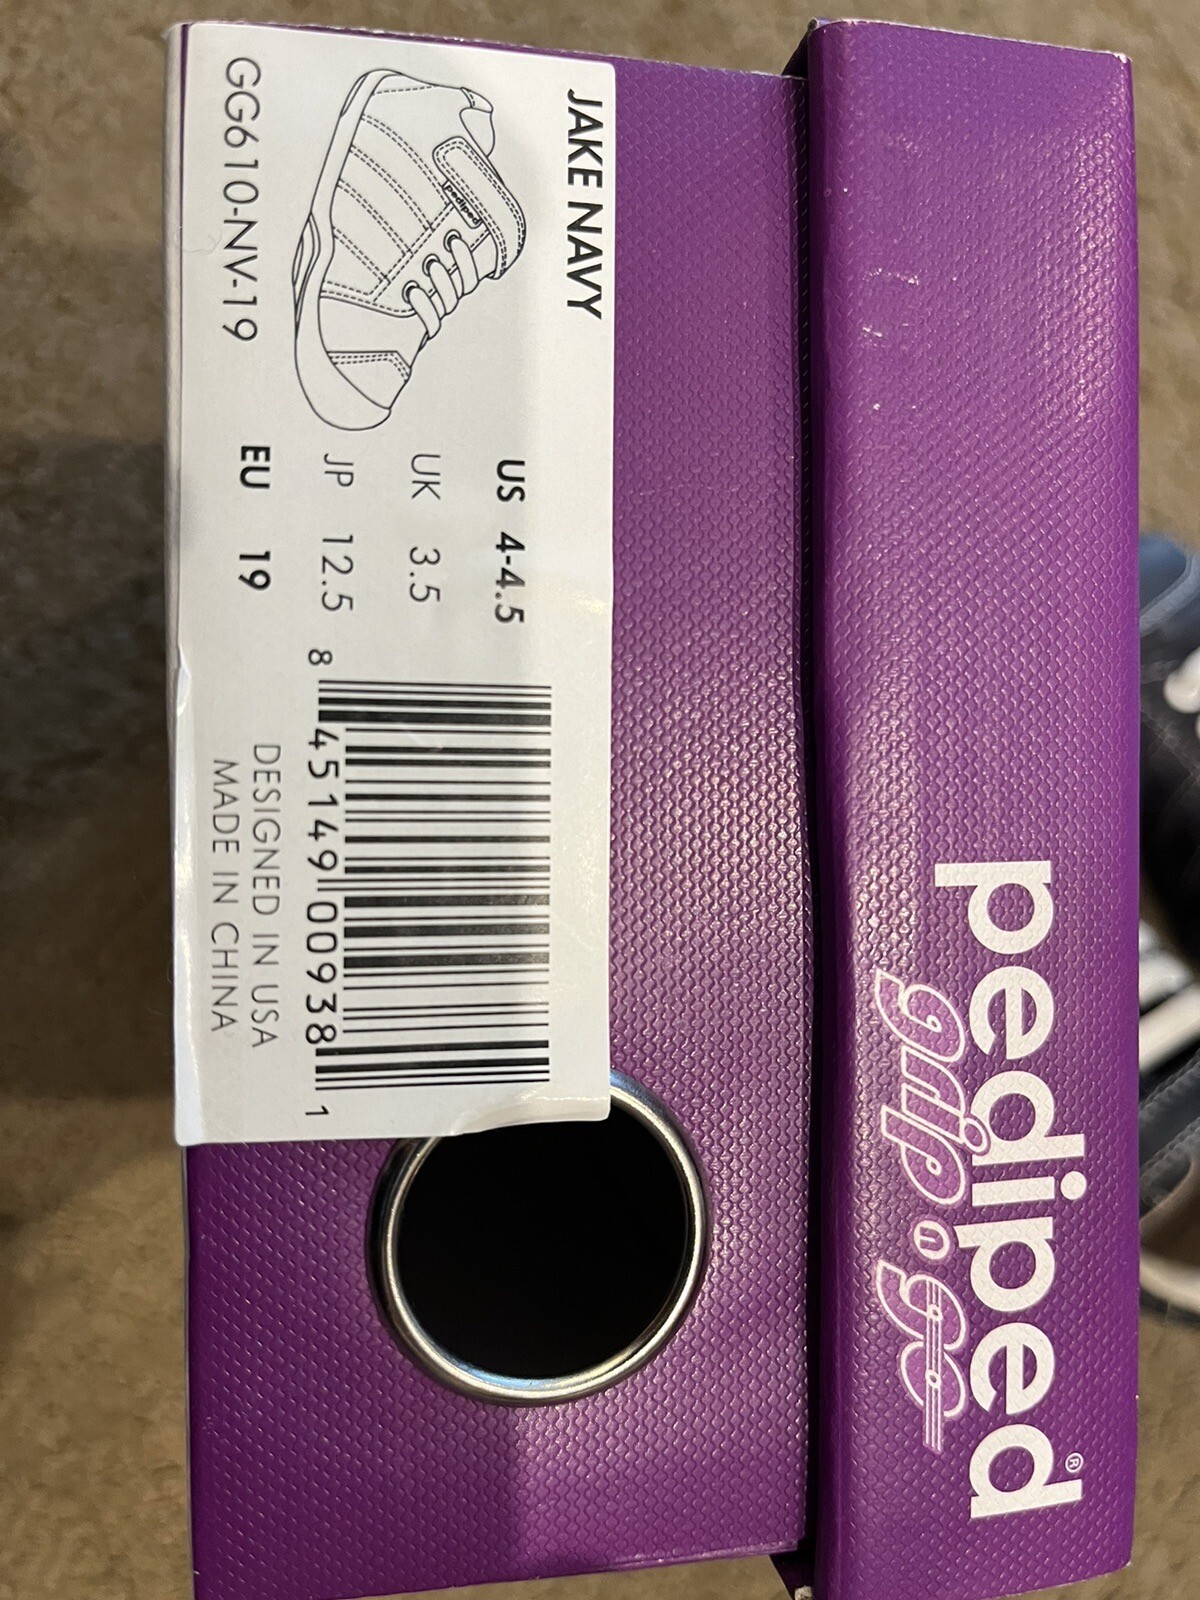 pediped®
grip n go
JAKE NAVY
pediped
GG610-NV-19
US 4-4.5
UK 3.5
JP 12.5
EU 19
8 45149 00938 1
DESIGNED IN USA
MADE IN CHINA